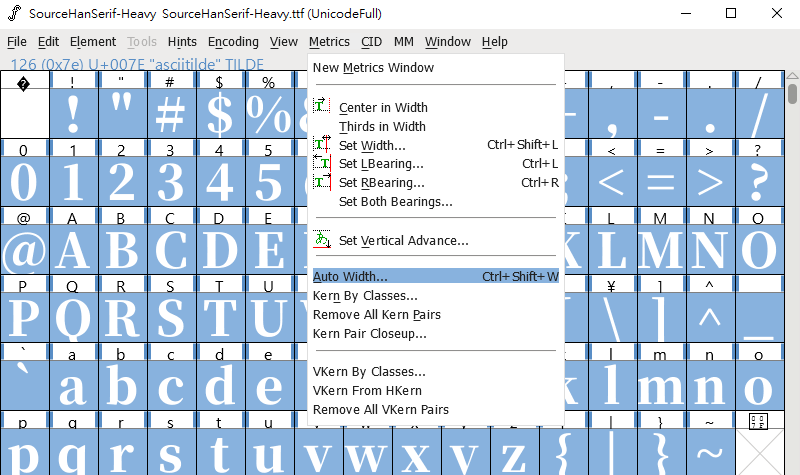 SourceHanSerif-Heavy SourceHanSerif-Heavy.ttf (UnicodeFull)
File Edit Element Tools Hints Encoding View Metrics CID MM Window Help
126 (0x7e) U+007E "asciitilde" TILDE
New Metrics Window
Center in Width
Thirds in Width
Set Width... Ctrl+Shift+L
Set LBearing... Ctrl+L
Set RBearing... Ctrl+R
Set Both Bearings...
Set Vertical Advance...
Auto Width... Ctrl+Shift+W
Kern By Classes...
Remove All Kern Pairs
Kern Pair Closeup...
VKern By Classes...
VKern From HKern
Remove All VKern Pairs
� ! " # $ % , - . /
! " # $ % & - , - . /
0 1 2 3 4 5 < = > ?
0 1 2 3 4 5 < = > ?
@ A B C D E L M N O
@ A B C D E K L M N O
P Q R S T U ¥ ] ^ _
P Q R S T U \ ] ^ _
` a b c d e l m n o
` a b c d e k l m n o
p q r s t u | } ~
p q r s t u v w x y z { | } ~